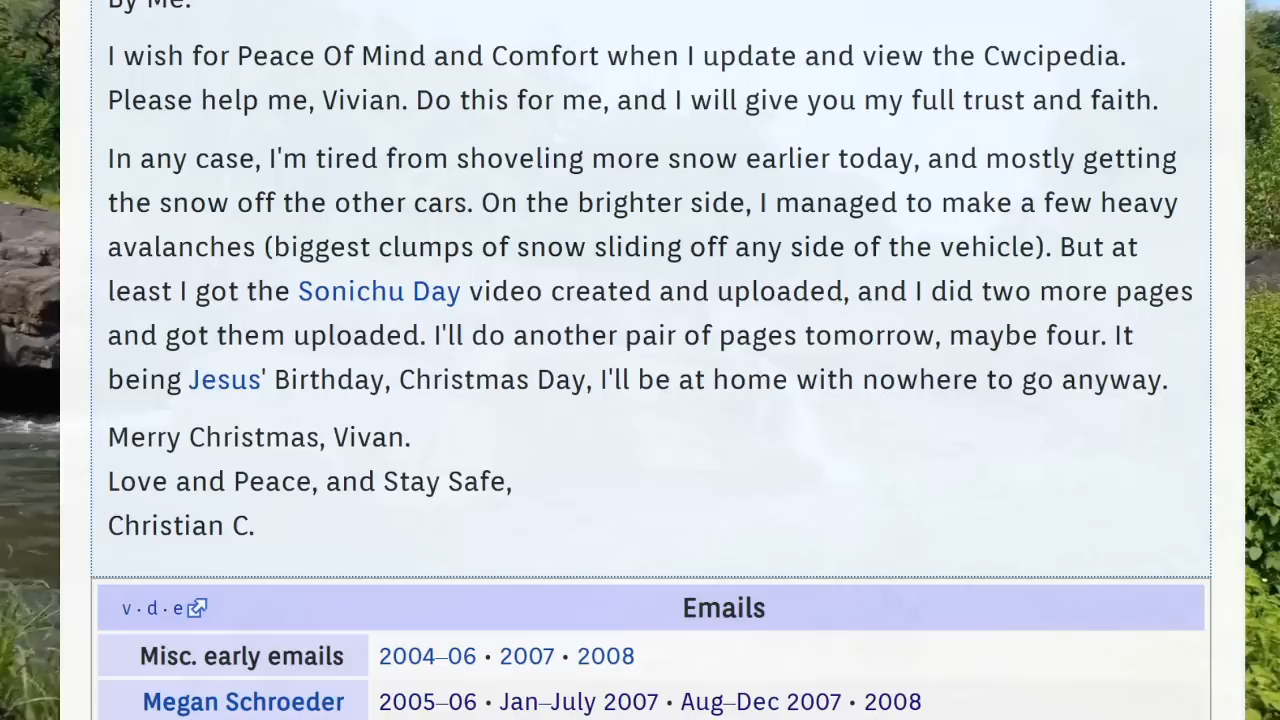 By Me.
I wish for Peace Of Mind and Comfort when I update and view the Cwcipedia.
Please help me, Vivian. Do this for me, and I will give you my full trust and faith.
In any case, I'm tired from shoveling more snow earlier today, and mostly getting
the snow off the other cars. On the brighter side, I managed to make a few heavy
avalanches (biggest clumps of snow sliding off any side of the vehicle). But at
least I got the Sonichu Day video created and uploaded, and I did two more pages
and got them uploaded. I'll do another pair of pages tomorrow, maybe four. It
being Jesus' Birthday, Christmas Day, I'll be at home with nowhere to go anyway.
Merry Christmas, Vivan.
Love and Peace, and Stay Safe,
Christian C.
v · d · e Emails
Misc. early emails 2004–06 • 2007 • 2008
Megan Schroeder 2005–06 • Jan–July 2007 • Aug–Dec 2007 • 2008